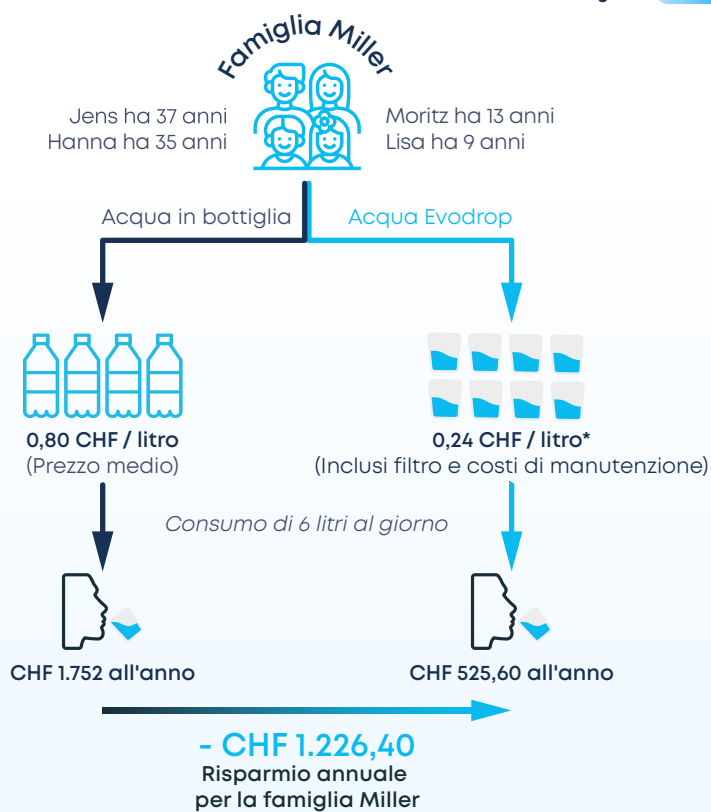 Famiglia Miller
Jens ha 37 anni
Hanna ha 35 anni
Moritz ha 13 anni
Lisa ha 9 anni
Acqua in bottiglia
Acqua Evodrop
0,80 CHF / litro
(Prezzo medio)
0,24 CHF / litro*
(Inclusi filtro e costi di manutenzione)
Consumo di 6 litri al giorno
CHF 1.752 all'anno
CHF 525,60 all'anno
- CHF 1.226,40
Risparmio annuale
per la famiglia Miller